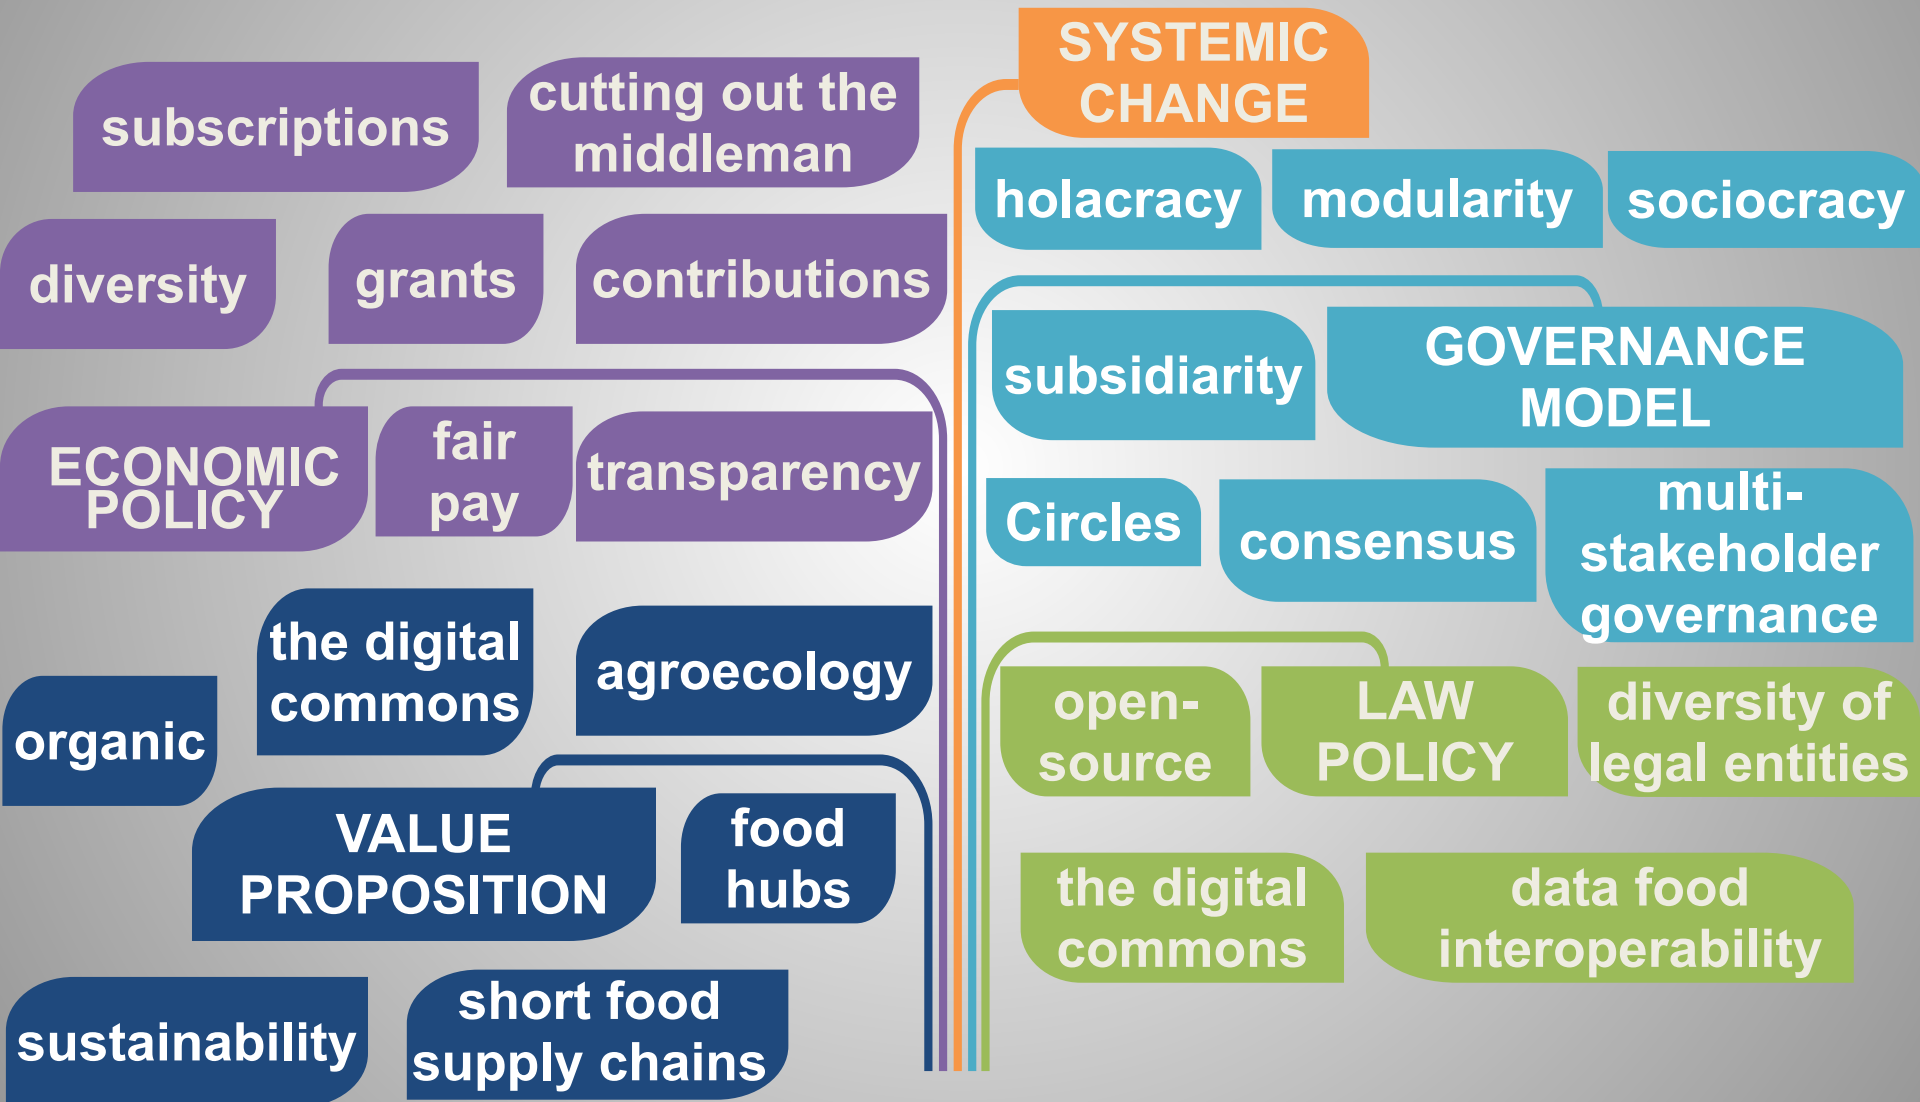 SYSTEMIC
CHANGE
subscriptions
cutting out the
middleman
diversity
grants
contributions
ECONOMIC
POLICY
fair
pay
transparency
holacracy
modularity
sociocracy
subsidiarity
GOVERNANCE
MODEL
Circles
consensus
multi-
stakeholder
governance
the digital
commons
agroecology
organic
VALUE
PROPOSITION
food
hubs
sustainability
short food
supply chains
open-
source
LAW
POLICY
diversity of
legal entities
the digital
commons
data food
interoperability